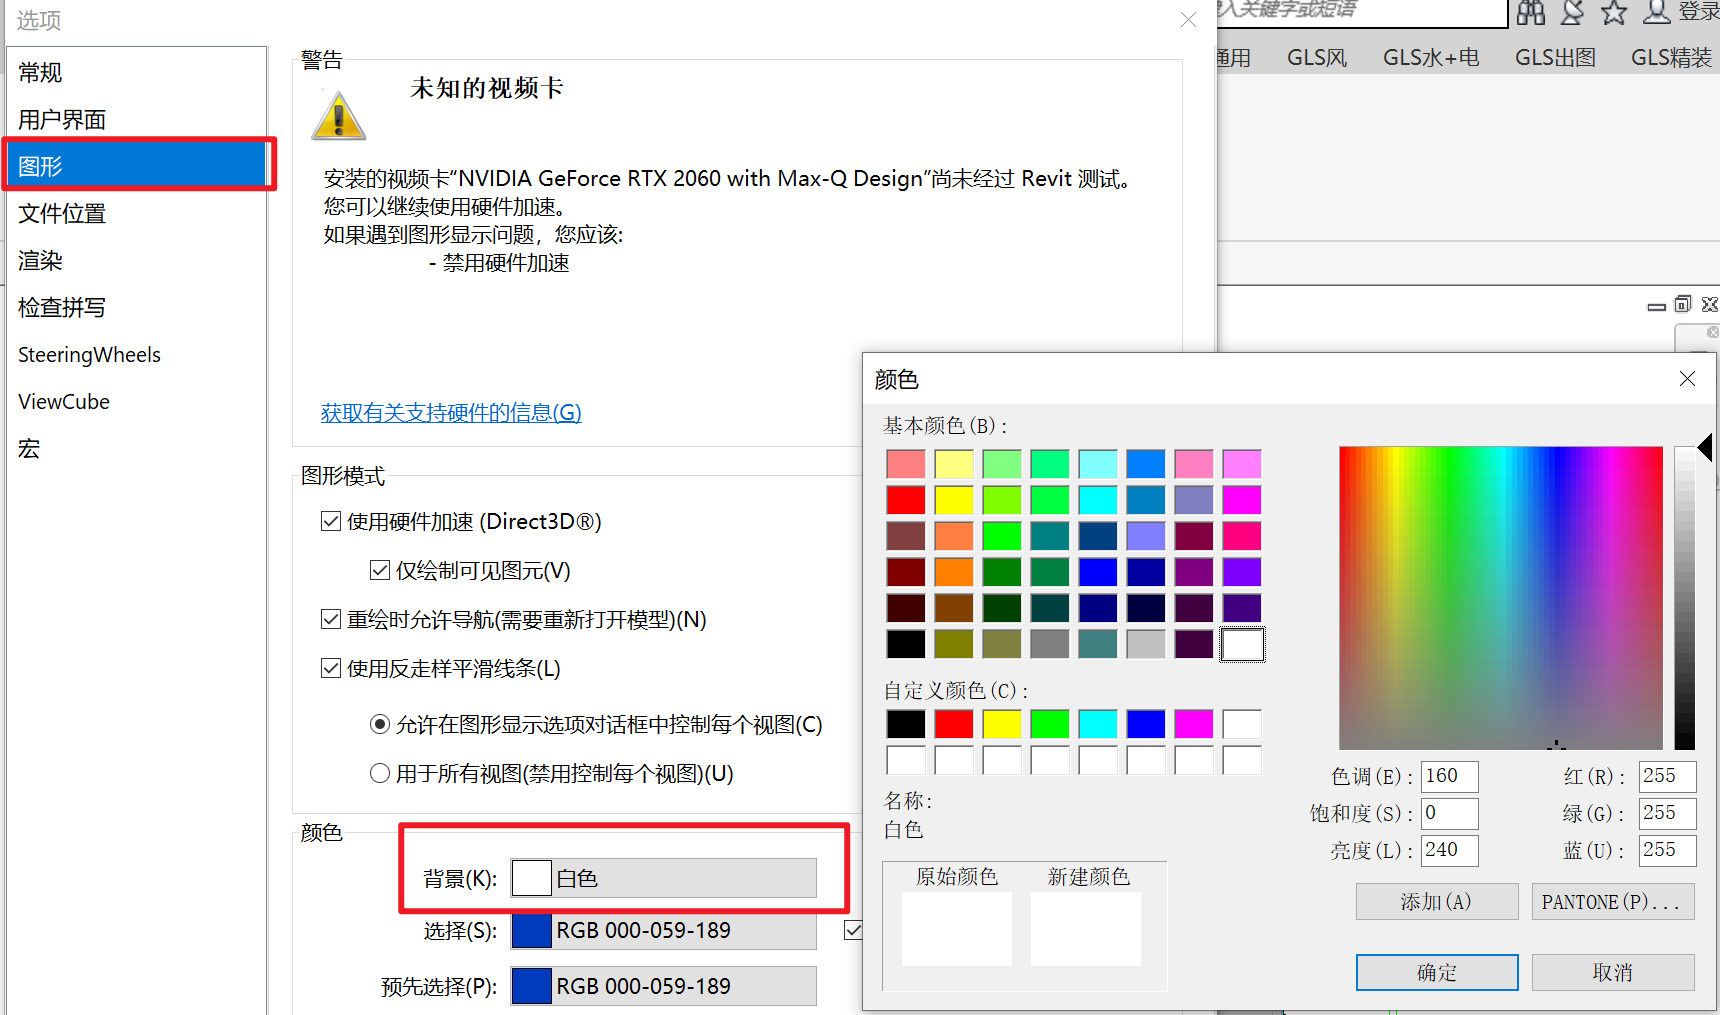 选项
常规
用户界面
图形
文件位置
渲染
检查拼写
SteeringWheels
ViewCube
宏
警告
未知的视频卡
安装的视频卡“NVIDIA GeForce RTX 2060 with Max-Q Design”尚未经过 Revit 测试。
您可以继续使用硬件加速。
如果遇到图形显示问题，您应该:
- 禁用硬件加速
获取有关支持硬件的信息(G)
图形模式
使用硬件加速 (Direct3D®)
仅绘制可见图元(V)
重绘时允许导航(需要重新打开模型)(N)
使用反走样平滑线条(L)
允许在图形显示选项对话框中控制每个视图(C)
用于所有视图(禁用控制每个视图)(U)
颜色
背景(K):
白色
选择(S):
RGB 000-059-189
预先选择(P):
RGB 000-059-189
入关键字或短语
登录
通用
GLS风
GLS水+电
GLS出图
GLS精装
颜色
基本颜色(B):
自定义颜色(C):
名称:
白色
原始颜色
新建颜色
色调(E):
160
饱和度(S):
0
亮度(L):
240
红(R):
255
绿(G):
255
蓝(U):
255
添加(A)
PANTONE(P)...
确定
取消